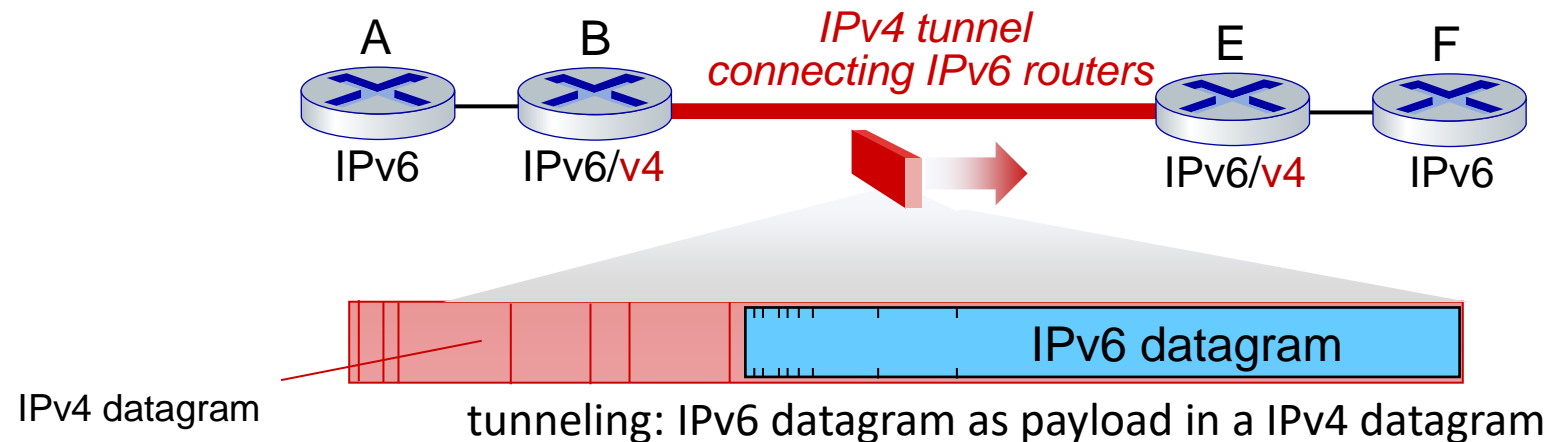 A
B
IPv4 tunnel
connecting IPv6 routers
E
F
IPv6
IPv6/v4
IPv6/v4
IPv6
IPv6 datagram
IPv4 datagram
tunneling: IPv6 datagram as payload in a IPv4 datagram